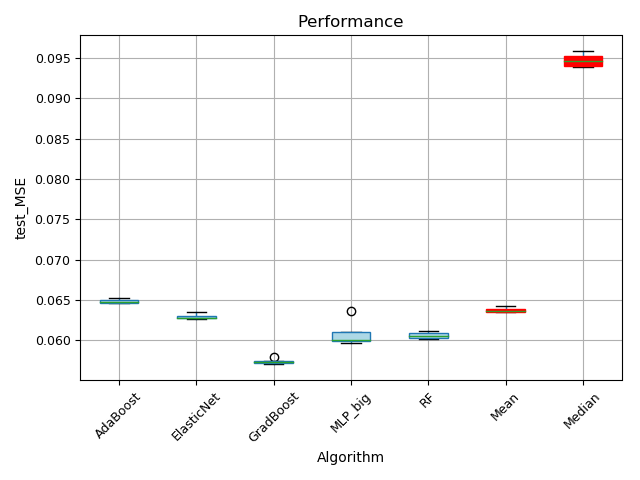 Performance
test_MSE
0.095
0.090
0.085
0.080
0.075
0.070
0.065
0.060
AdaBoost
ElasticNet
GradBoost
MLP_big
RF
Mean
Median
Algorithm